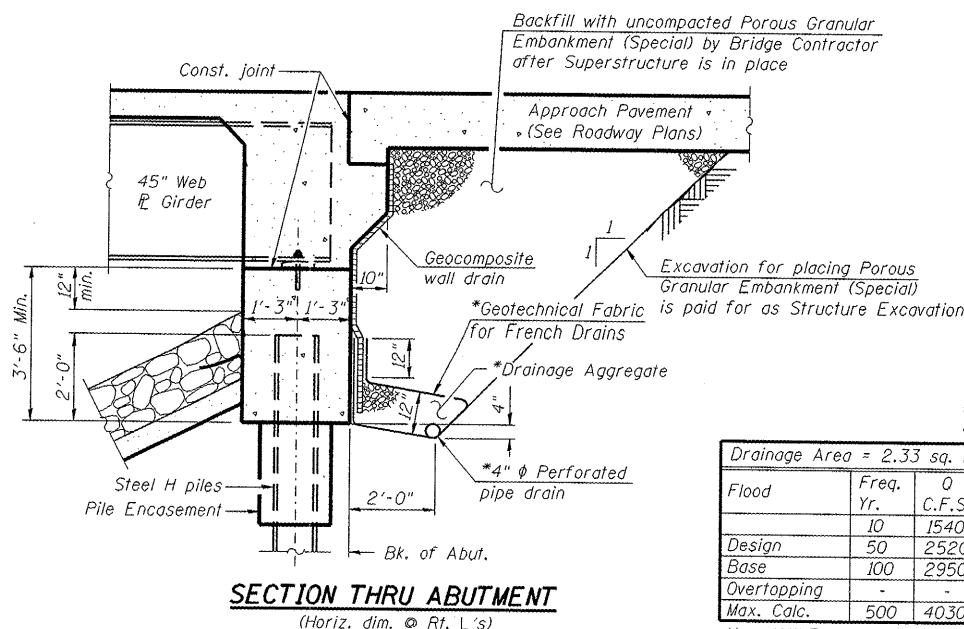 Backfill with uncompacted Porous Granular
Embankment (Special) by Bridge Contractor
after Superstructure is in place
Const. joint
Approach Pavement
(See Roadway Plans)
45" Web
℄ Girder
Geocomposite
wall drain
1
1
Excavation for placing Porous
Granular Embankment (Special)
is paid for as Structure Excavation
10"
12"
min.
3'-6" Min.
2'-0"
1'-3"
1'-3"
*Geotechnical Fabric
for French Drains
12"
*Drainage Aggregate
12"
4"
*4" ϕ Perforated
pipe drain
2'-0"
Steel H piles
Pile Encasement
Bk. of Abut.
SECTION THRU ABUTMENT
(Horiz. dim. @ Rt. L's)
Drainage Area = 2.33 sq.
Flood Freq. Yr. Q C.F.S
10 1540
Design 50 2520
Base 100 2950
Overtopping - -
Max. Calc. 500 4030